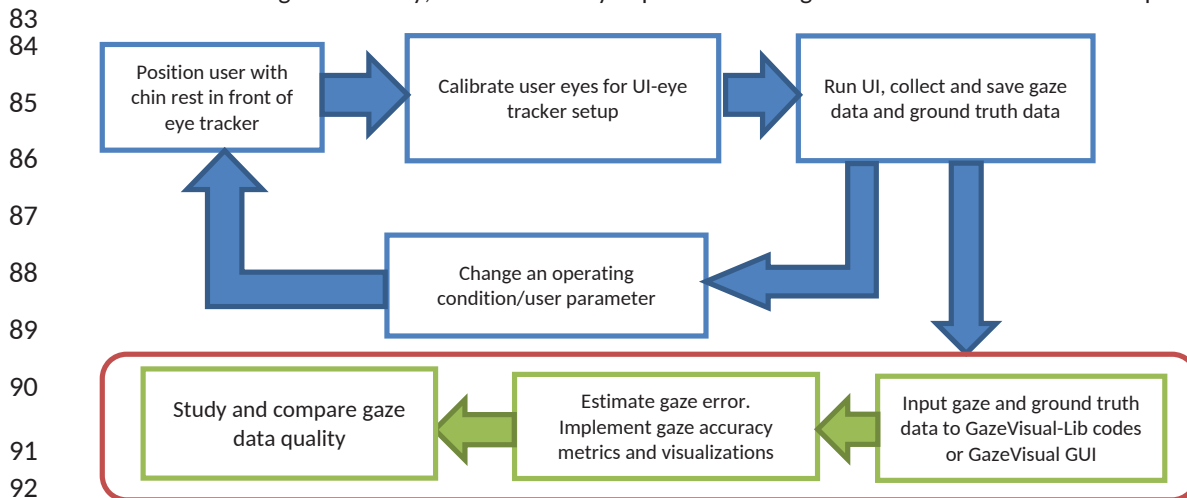 83
84
Position user with
chin rest in front of
eye tracker
Calibrate user eyes for UI-eye
tracker setup
Run UI, collect and save gaze
data and ground truth data
85
86
87
Change an operating
condition/user parameter
88
89
90
Study and compare gaze
data quality
Estimate gaze error.
Implement gaze accuracy
metrics and visualizations
Input gaze and ground truth
data to GazeVisual-Lib codes
or GazeVisual GUI
91
92